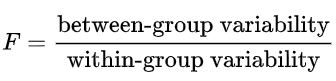 F = between-group variability / within-group variability